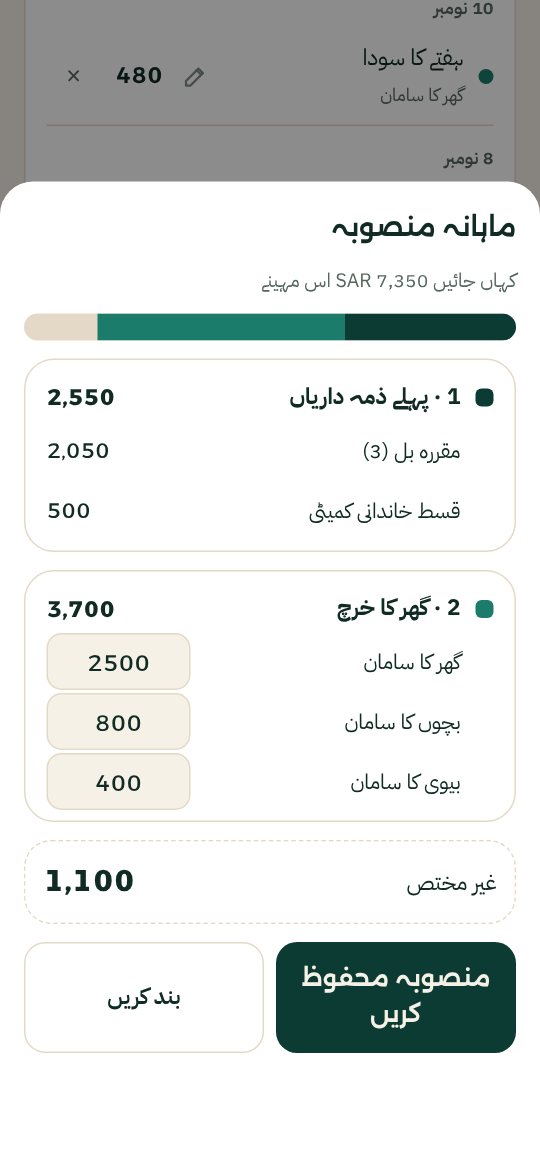 10 نومبر
ہفتے کا سودا 480 ×
گھر کا سامان
8 نومبر
ماہانہ منصوبہ
کہاں جائیں SAR 7,350 اس مہینے
1 · پہلے ذمہ داریاں 2,550
مقررہ بل (3) 2,050
قسط خاندانی کمیٹی 500
2 · گھر کا خرچ 3,700
گھر کا سامان 2500
بچوں کا سامان 800
بیوی کا سامان 400
غیر مختص 1,100
منصوبہ محفوظ
کریں
بند کریں